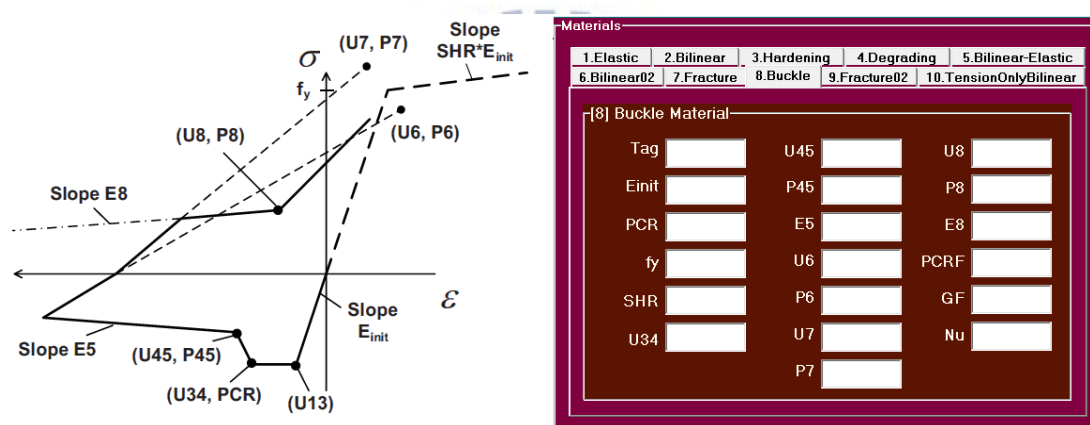 Slope
SHR*Einit
(U7, P7)
σ
fy
(U6, P6)
(U8, P8)
Slope E8
ε
Slope
Einit
Slope E5
(U45, P45)
(U34, PCR)
(U13)
Materials
1.Elastic 2.Bilinear 3.Hardening 4.Degrading 5.Bilinear-Elastic
6.Bilinear02 7.Fracture 8.Buckle 9.Fracture02 10.TensionOnlyBilinear
[8] Buckle Material
Tag U45 U8
Einit P45 P8
PCR E5 E8
fy U6 PCRF
SHR P6 GF
U34 U7 Nu
P7